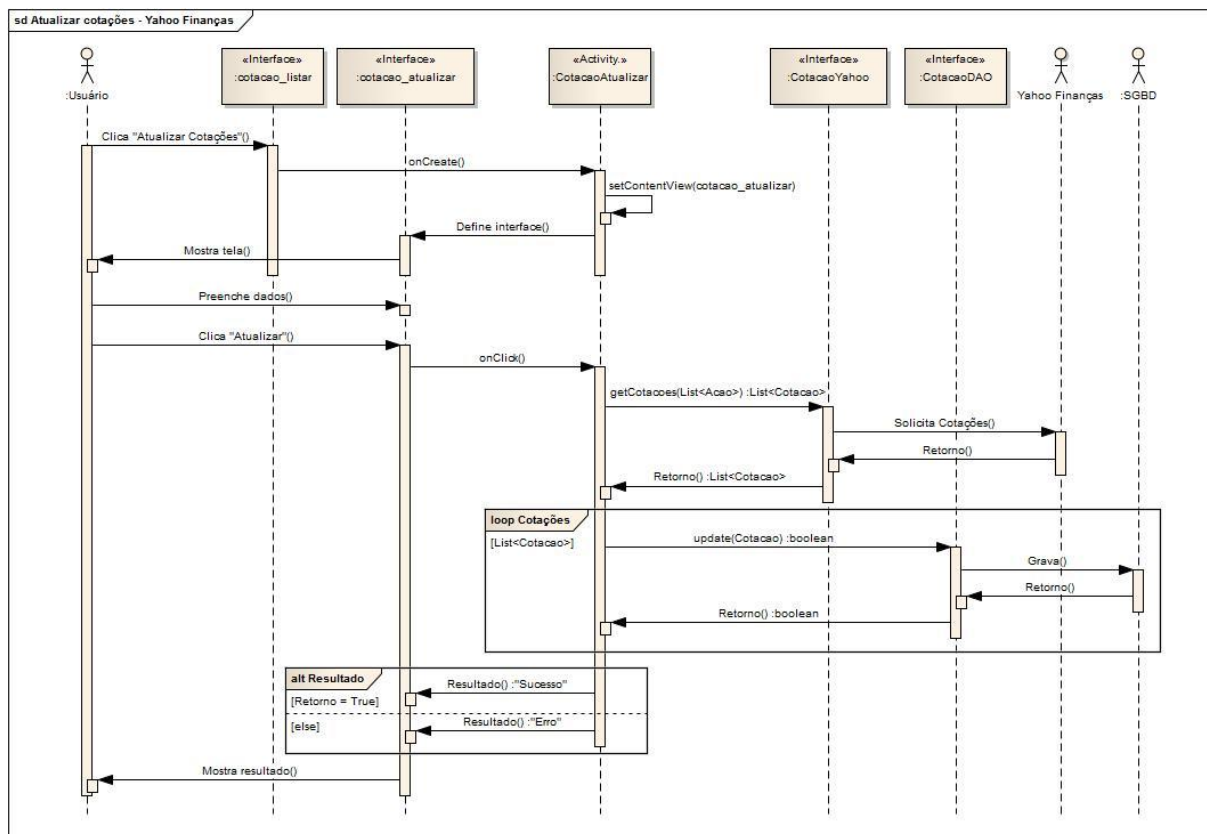 sd Atualizar cotações - Yahoo Finanças
:Usuário
«Interface»
:cotacao_listar
«Interface»
:cotacao_atualizar
«Activity.»
:CotacaoAtualizar
«Interface»
:CotacaoYahoo
«Interface»
:CotacaoDAO
Yahoo Finanças
:SGBD
Clica "Atualizar Cotações"()
onCreate()
setContentView(cotacao_atualizar)
Define interface()
Mostra tela()
Preenche dados()
Clica "Atualizar"()
onClick()
getCotacoes(List<Acao>) :List<Cotacao>
Solicita Cotações()
Retorno()
Retorno() :List<Cotacao>
loop Cotações
[List<Cotacao>]
update(Cotacao) :boolean
Grava()
Retorno()
Retorno() :boolean
alt Resultado
[Retorno = True]
Resultado() :"Sucesso"
[else]
Resultado() :"Erro"
Mostra resultado()